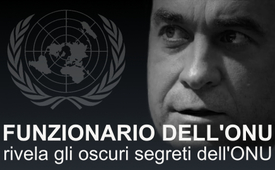 FUNZIONARIO DELL'ONU
rivela gli oscuri segreti dell'ONU